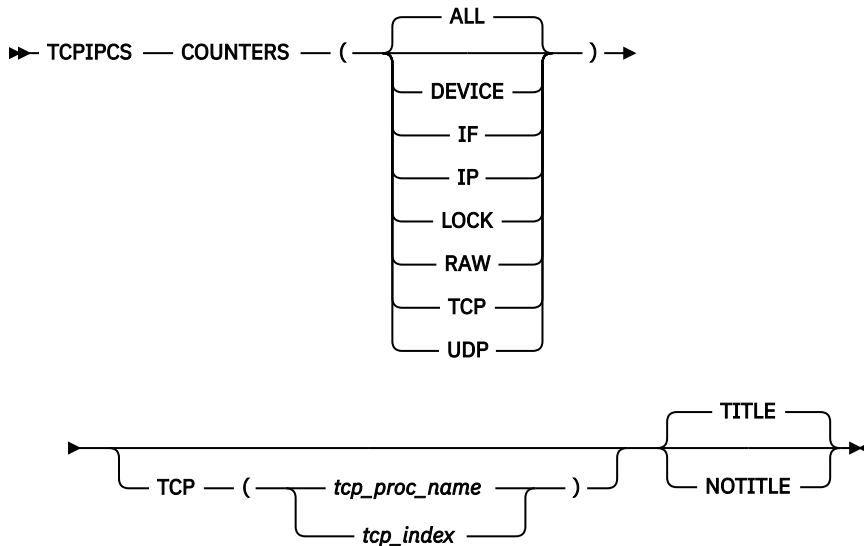 ALL
TCPIPCS COUNTERS ( )
DEVICE
IF
IP
LOCK
RAW
TCP
UDP
TITLE
TCP ( tcp_proc_name ) NOTITLE
tcp_index